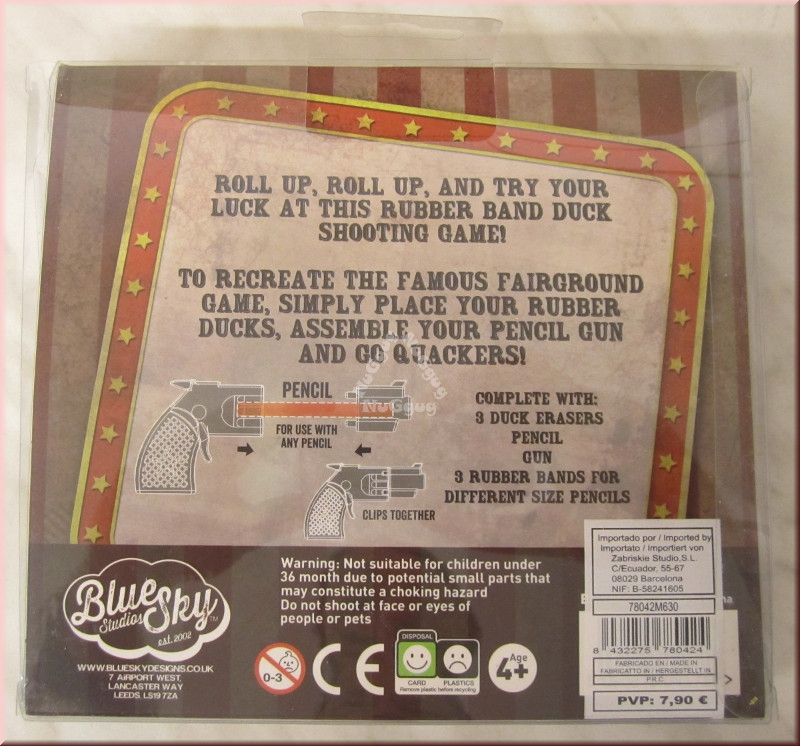 ROLL UP, ROLL UP, AND TRY YOUR
LUCK AT THIS RUBBER BAND DUCK
SHOOTING GAME!
TO RECREATE THE FAMOUS FAIRGROUND
GAME, SIMPLY PLACE YOUR RUBBER
DUCKS, ASSEMBLE YOUR PENCIL GUN
AND GO QUACKERS!
NuGgug
PENCIL
FOR USE WITH
ANY PENCIL
CLIPS TOGETHER
COMPLETE WITH:
3 DUCK ERASERS
PENCIL
GUN
3 RUBBER BANDS FOR
DIFFERENT SIZE PENCILS
Blue Sky
Studios
est. 2002
TM
WWW.BLUESKYDESIGNS.CO.UK
7 AIRPORT WEST,
LANCASTER WAY
LEEDS. LS19 7ZA
Warning: Not suitable for children under
36 month due to potential small parts that
may constitute a choking hazard
Do not shoot at face or eyes of
people or pets
0-3
CE
DISPOSAL
CARD
PLASTICS
Remove plastic before recycling
Age
4+
Importado por / Imported by
Importato / Importiert von
Zabriskie Studio,S.L.
C/Ecuador, 55-67
08029 Barcelona
NIF: B-58241605
78042M630
8 432275 780424
FABRICADO EN / MADE IN
FABRICATTO IN / HERGESTELLT IN
P.R.C.
PVP: 7,90 €